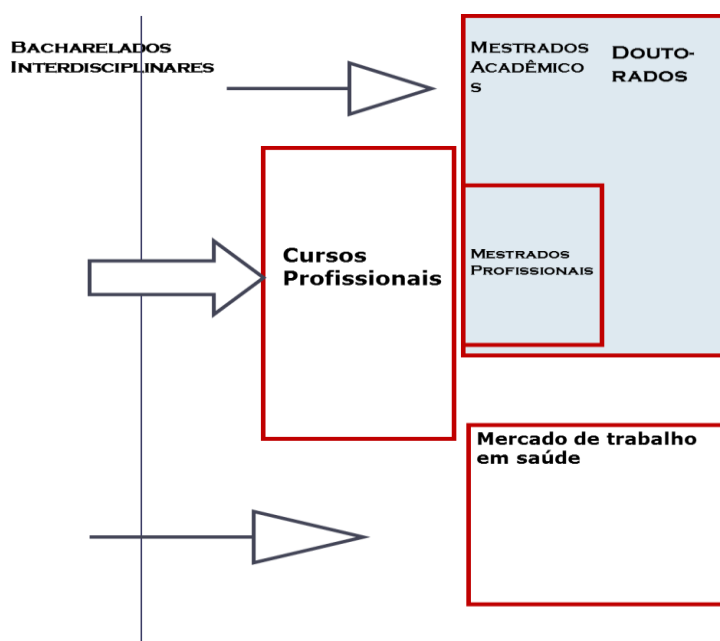 BACHARELADOS
INTERDISCIPLINARES
MESTRADOS
ACADÊMICO
S
DOUTO-
RADOS
Cursos
Profissionais
MESTRADOS
PROFISSIONAIS
Mercado de trabalho
em saúde